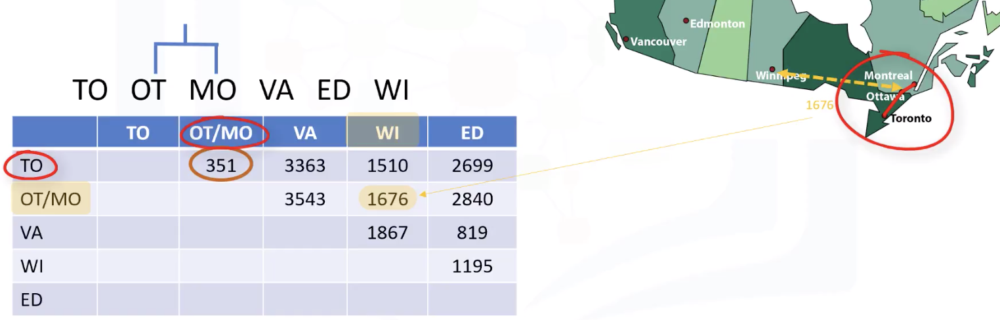 TO OT MO VA ED WI
TO OT/MO VA WI ED
TO 351 3363 1510 2699
OT/MO 3543 1676 2840
VA 1867 819
WI 1195
ED
Edmonton
Vancouver
Winnipeg
Montreal
Ottawa
1676
Toronto